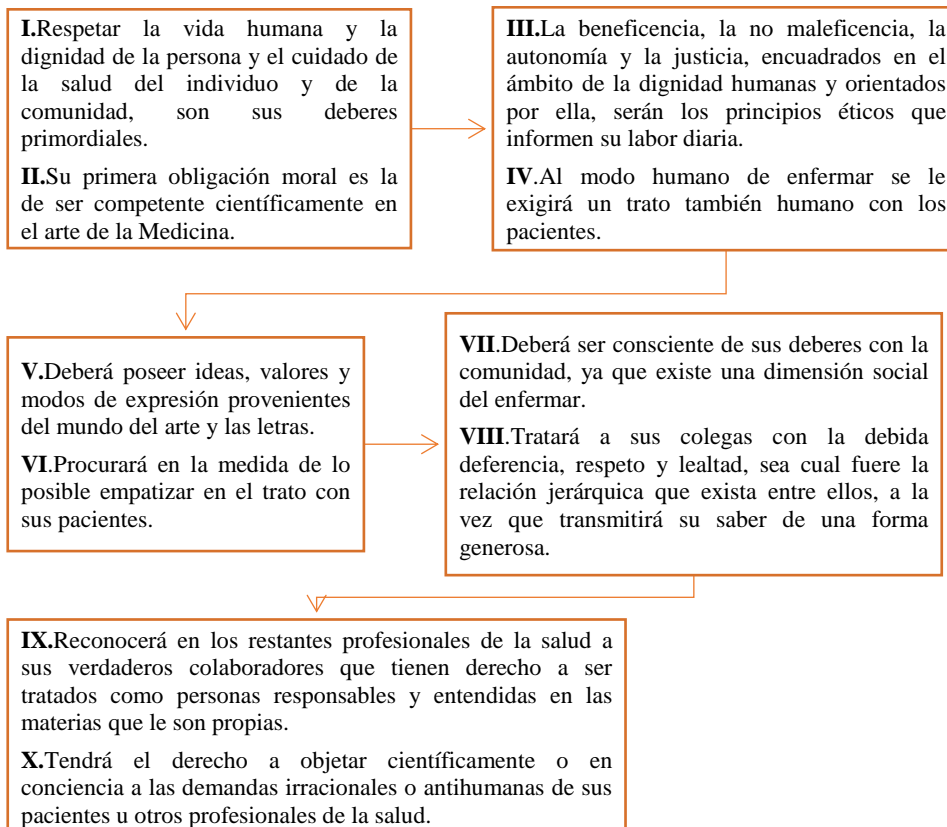 I.Respetar la vida humana y la
dignidad de la persona y el cuidado de
la salud del individuo y de la
comunidad, son sus deberes
primordiales.
II.Su primera obligación moral es la
de ser competente científicamente en
el arte de la Medicina.
III.La beneficencia, la no maleficencia, la
autonomía y la justicia, encuadrados en el
ámbito de la dignidad humanas y orientados
por ella, serán los principios éticos que
informen su labor diaria.
IV.Al modo humano de enfermar se le
exigirá un trato también humano con los
pacientes.
V.Deberá poseer ideas, valores y
modos de expresión provenientes
del mundo del arte y las letras.
VI.Procurará en la medida de lo
posible empatizar en el trato con
sus pacientes.
VII.Deberá ser consciente de sus deberes con la
comunidad, ya que existe una dimensión social
del enfermar.
VIII.Tratará a sus colegas con la debida
deferencia, respeto y lealtad, sea cual fuere la
relación jerárquica que exista entre ellos, a la
vez que transmitirá su saber de una forma
generosa.
IX.Reconocerá en los restantes profesionales de la salud a
sus verdaderos colaboradores que tienen derecho a ser
tratados como personas responsables y entendidas en las
materias que le son propias.
X.Tendrá el derecho a objetar científicamente o en
conciencia a las demandas irracionales o antihumanas de sus
pacientes u otros profesionales de la salud.